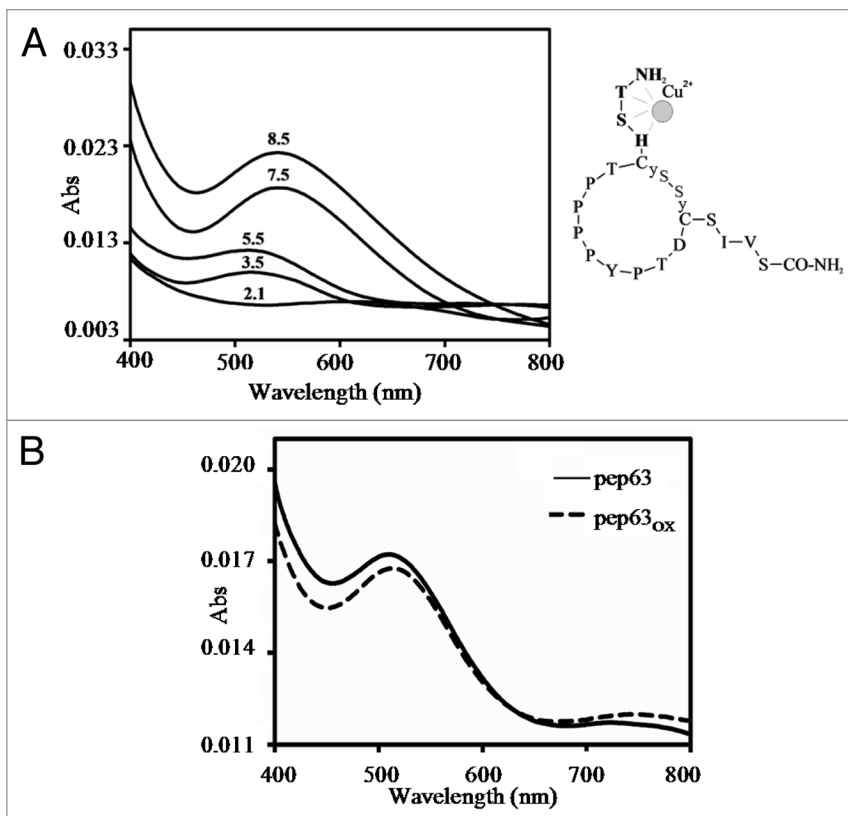 A
0.033
0.023
0.013
0.003
Abs
8.5
7.5
5.5
3.5
2.1
400 500 600 700 800
Wavelength (nm)
NH2
T Cu2+
S
H
P P T Cy S S y C S I V S CO-NH2
P P P Y P T D
B
0.020
0.017
0.014
0.011
Abs
pep63
pep63ox
400 500 600 700 800
Wavelength (nm)